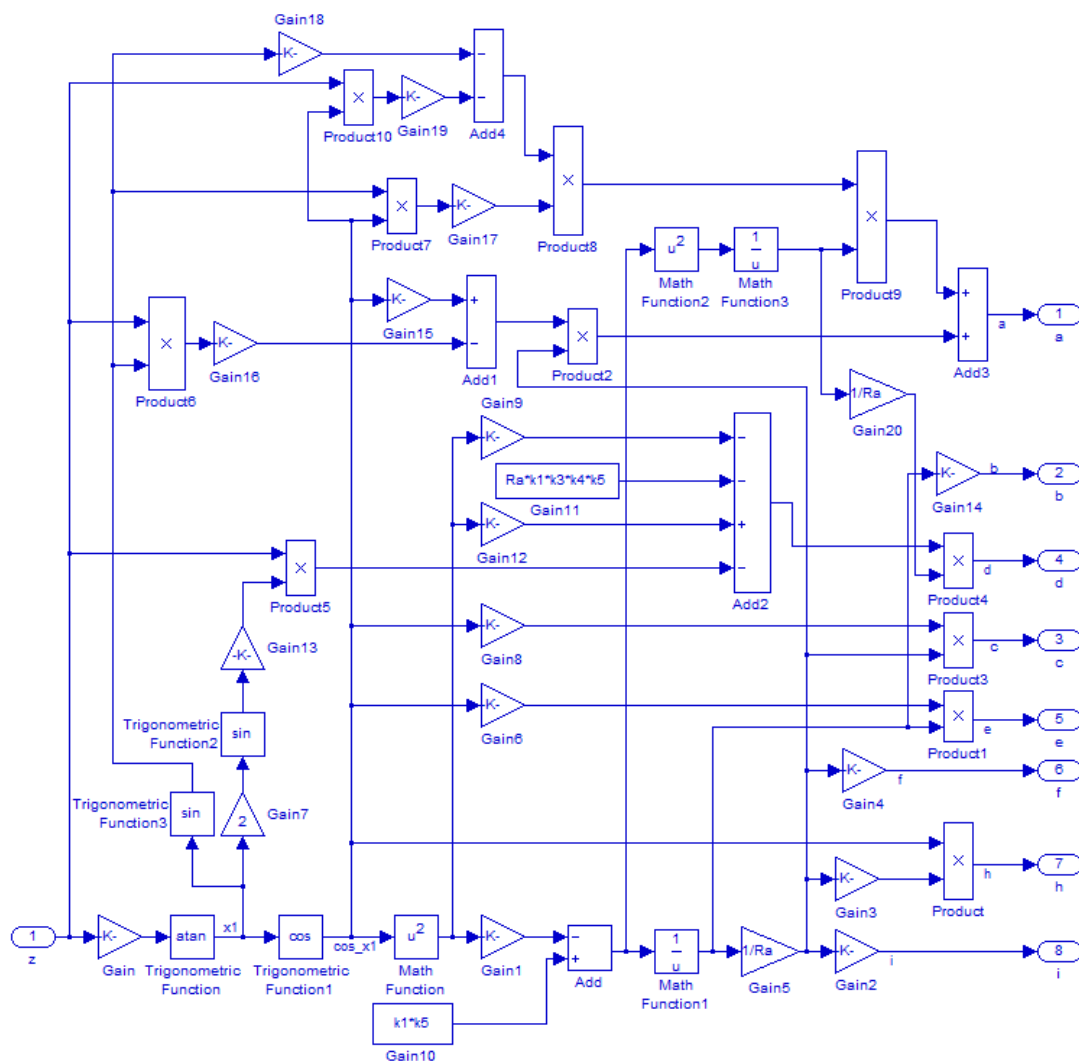 Gain18
K-
−
×
K-
−
Product10
Gain19
Add4
×
×
K-
×
Product7
Gain17
Product8
u²
1
u
Product9
Math
Function2
Math
Function3
K-
+
Gain15
−
×
Product2
+
+
a
1
a
Add3
×
K-
Gain16
Product6
Add1
1/Ra
Gain20
Gain9
K-
−
Ra*k1*k3*k4*k5
−
Gain11
K-
+
Gain12
−
Add2
K-
b
2
b
Gain14
×
Product5
×
d
4
d
Product4
-K-
Gain13
K-
Gain8
×
c
3
c
Product3
Trigonometric
Function2
sin
K-
Gain6
×
e
5
e
Product1
K-
f
6
f
Gain4
Trigonometric
Function3
sin
2
Gain7
×
h
7
h
Product
K-
Gain3
1
z
K-
Gain
atan
Trigonometric
Function
x1
cos
Trigonometric
Function1
cos_x1
u²
Math
Function
K-
Gain1
−
+
Add
1
u
Math
Function1
1/Ra
Gain5
K-
Gain2
i
8
i
k1*k5
Gain10